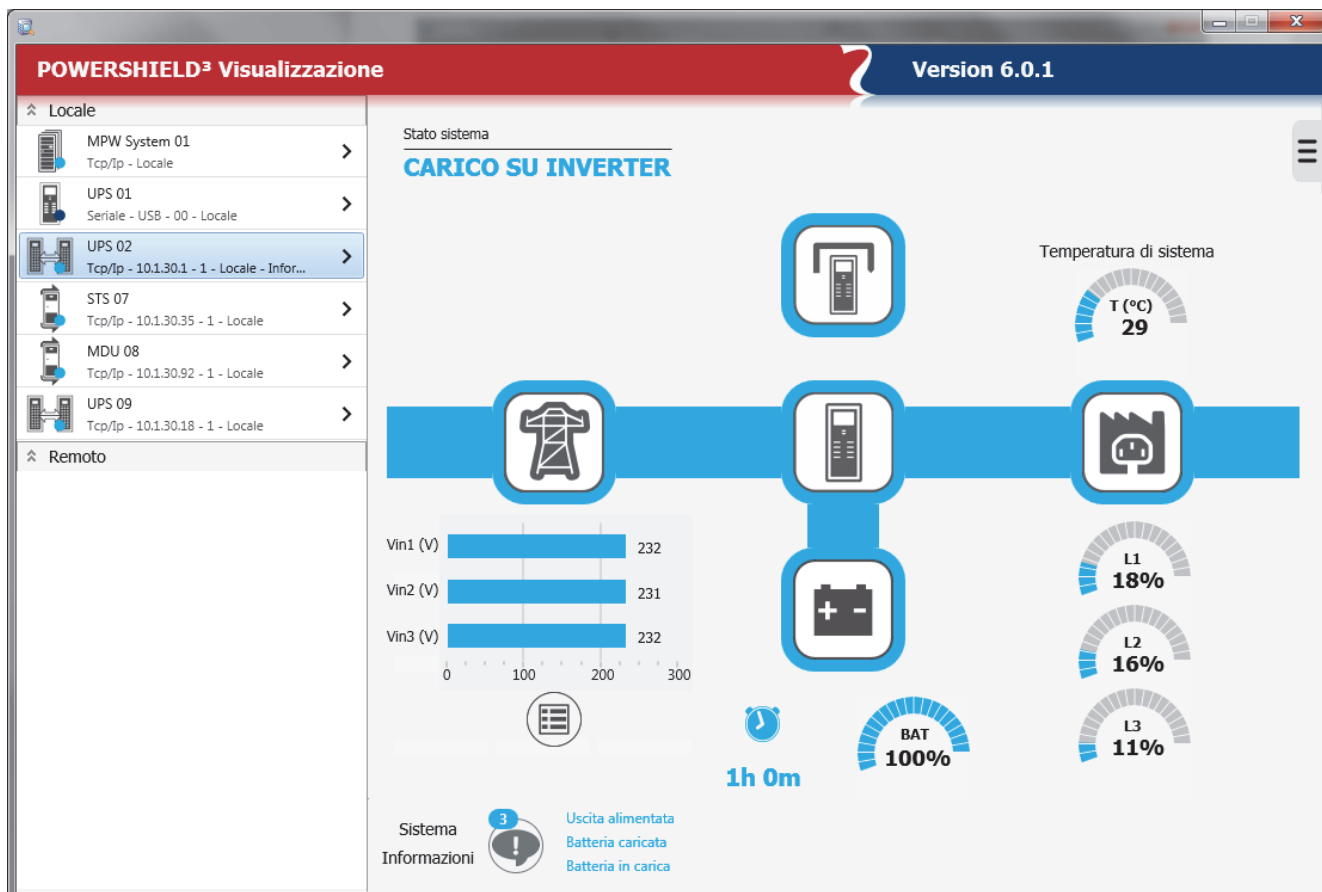 POWERSHIELD³ Visualizzazione
Version 6.0.1
Locale
MPW System 01
Tcp/Ip - Locale
UPS 01
Seriale - USB - 00 - Locale
UPS 02
Tcp/Ip - 10.1.30.1 - 1 - Locale - Infor...
STS 07
Tcp/Ip - 10.1.30.35 - 1 - Locale
MDU 08
Tcp/Ip - 10.1.30.92 - 1 - Locale
UPS 09
Tcp/Ip - 10.1.30.18 - 1 - Locale
Remoto
Stato sistema
CARICO SU INVERTER
Temperatura di sistema
T (°C)
29
Vin1 (V)
232
Vin2 (V)
231
Vin3 (V)
232
0 100 200 300
L1
18%
L2
16%
L3
11%
1h 0m
BAT
100%
Sistema
Informazioni
3
Uscita alimentata
Batteria caricata
Batteria in carica